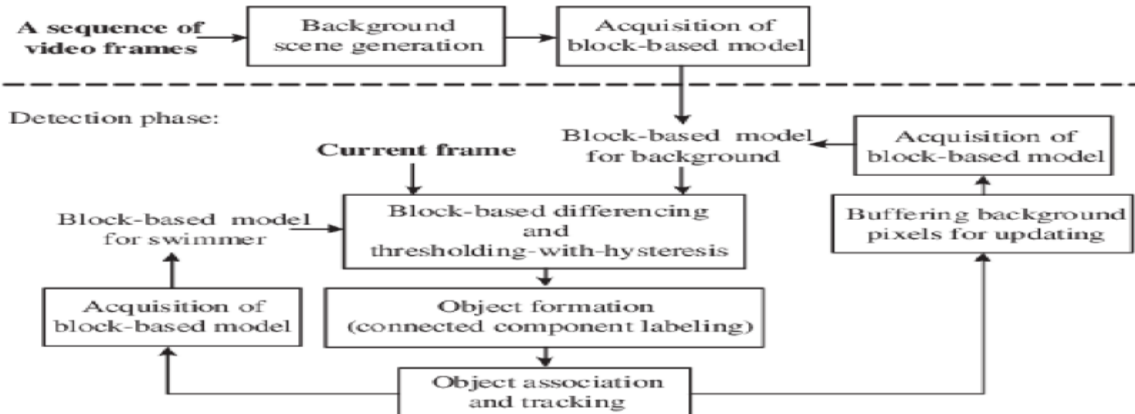 A sequence of
video frames
Background
scene generation
Acquisition of
block-based model
Detection phase:
Current frame
Block-based model
for background
Acquisition of
block-based model
Block-based model
for swimmer
Block-based differencing
and
thresholding-with-hysteresis
Buffering background
pixels for updating
Acquisition of
block-based model
Object formation
(connected component labeling)
Object association
and tracking